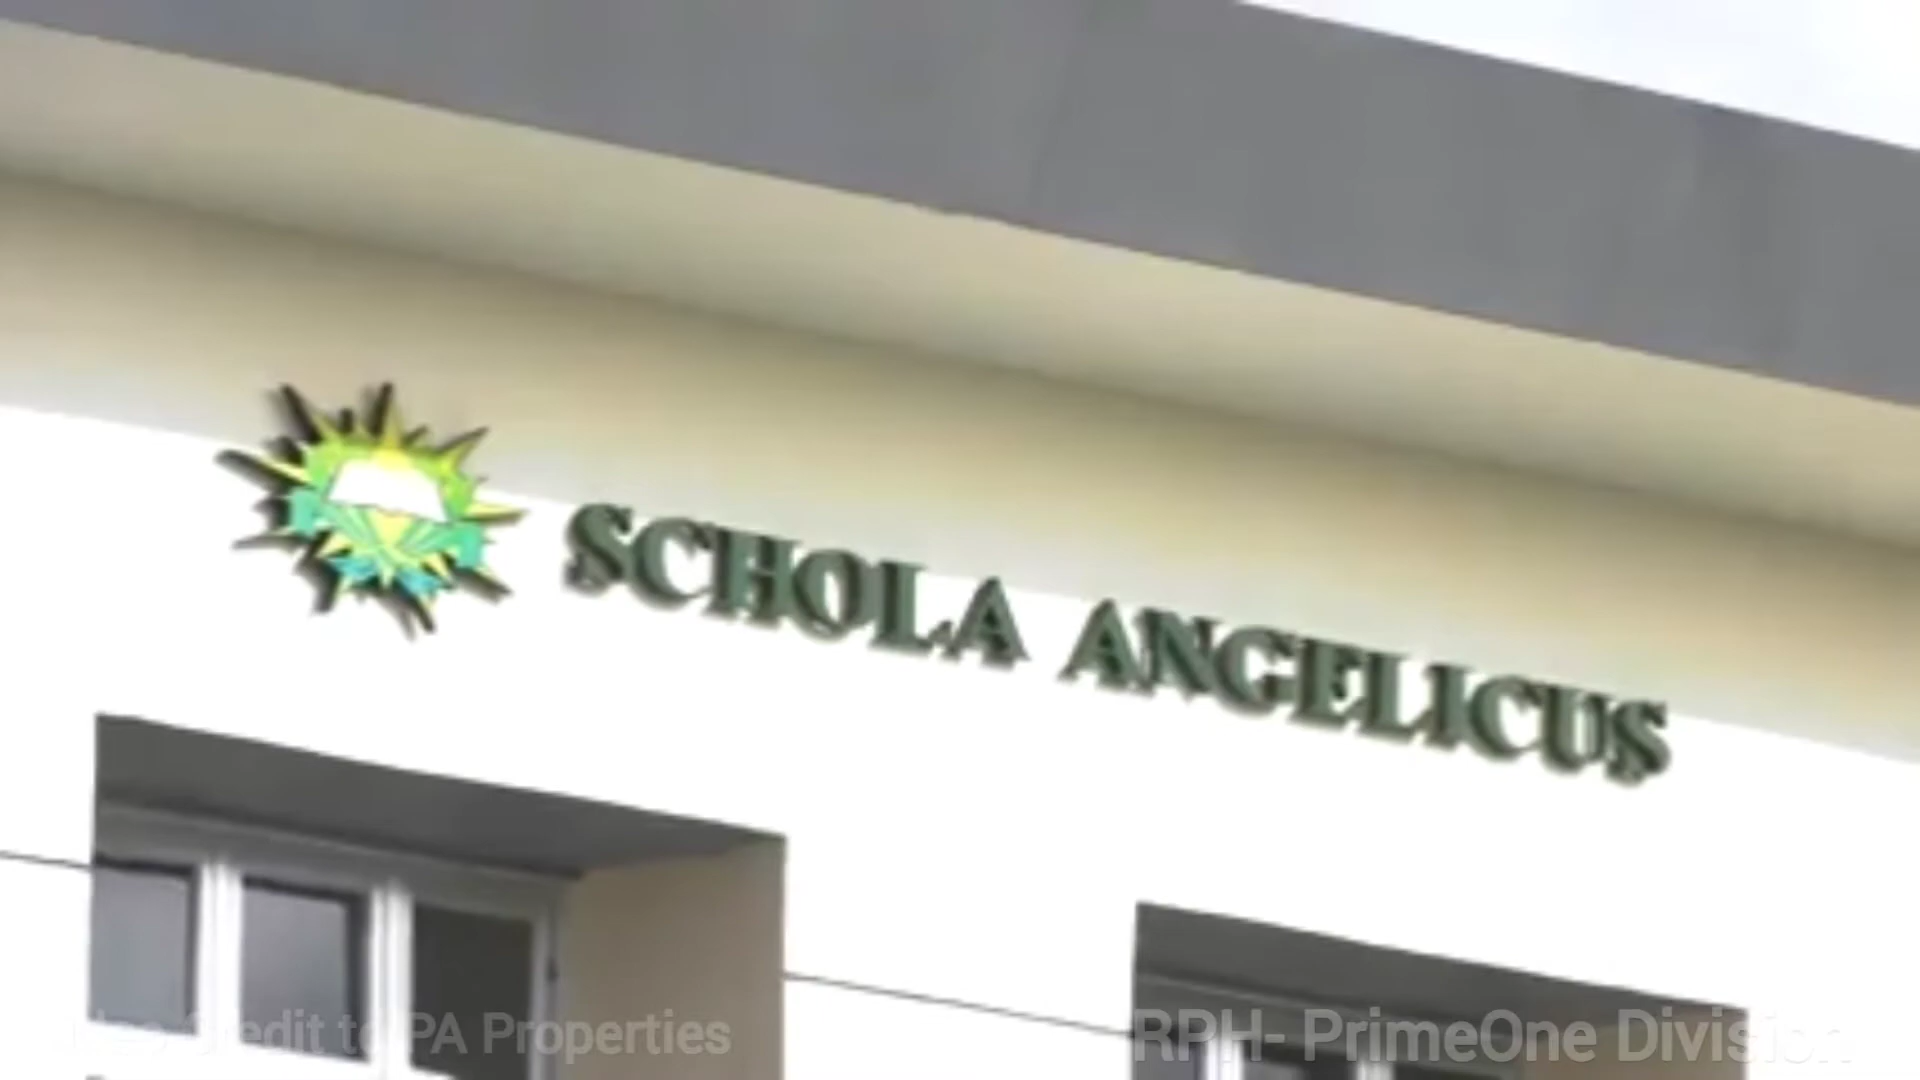 SCHOLA ANGELICUS
Credit to PA Properties
RPH- PrimeOne Division